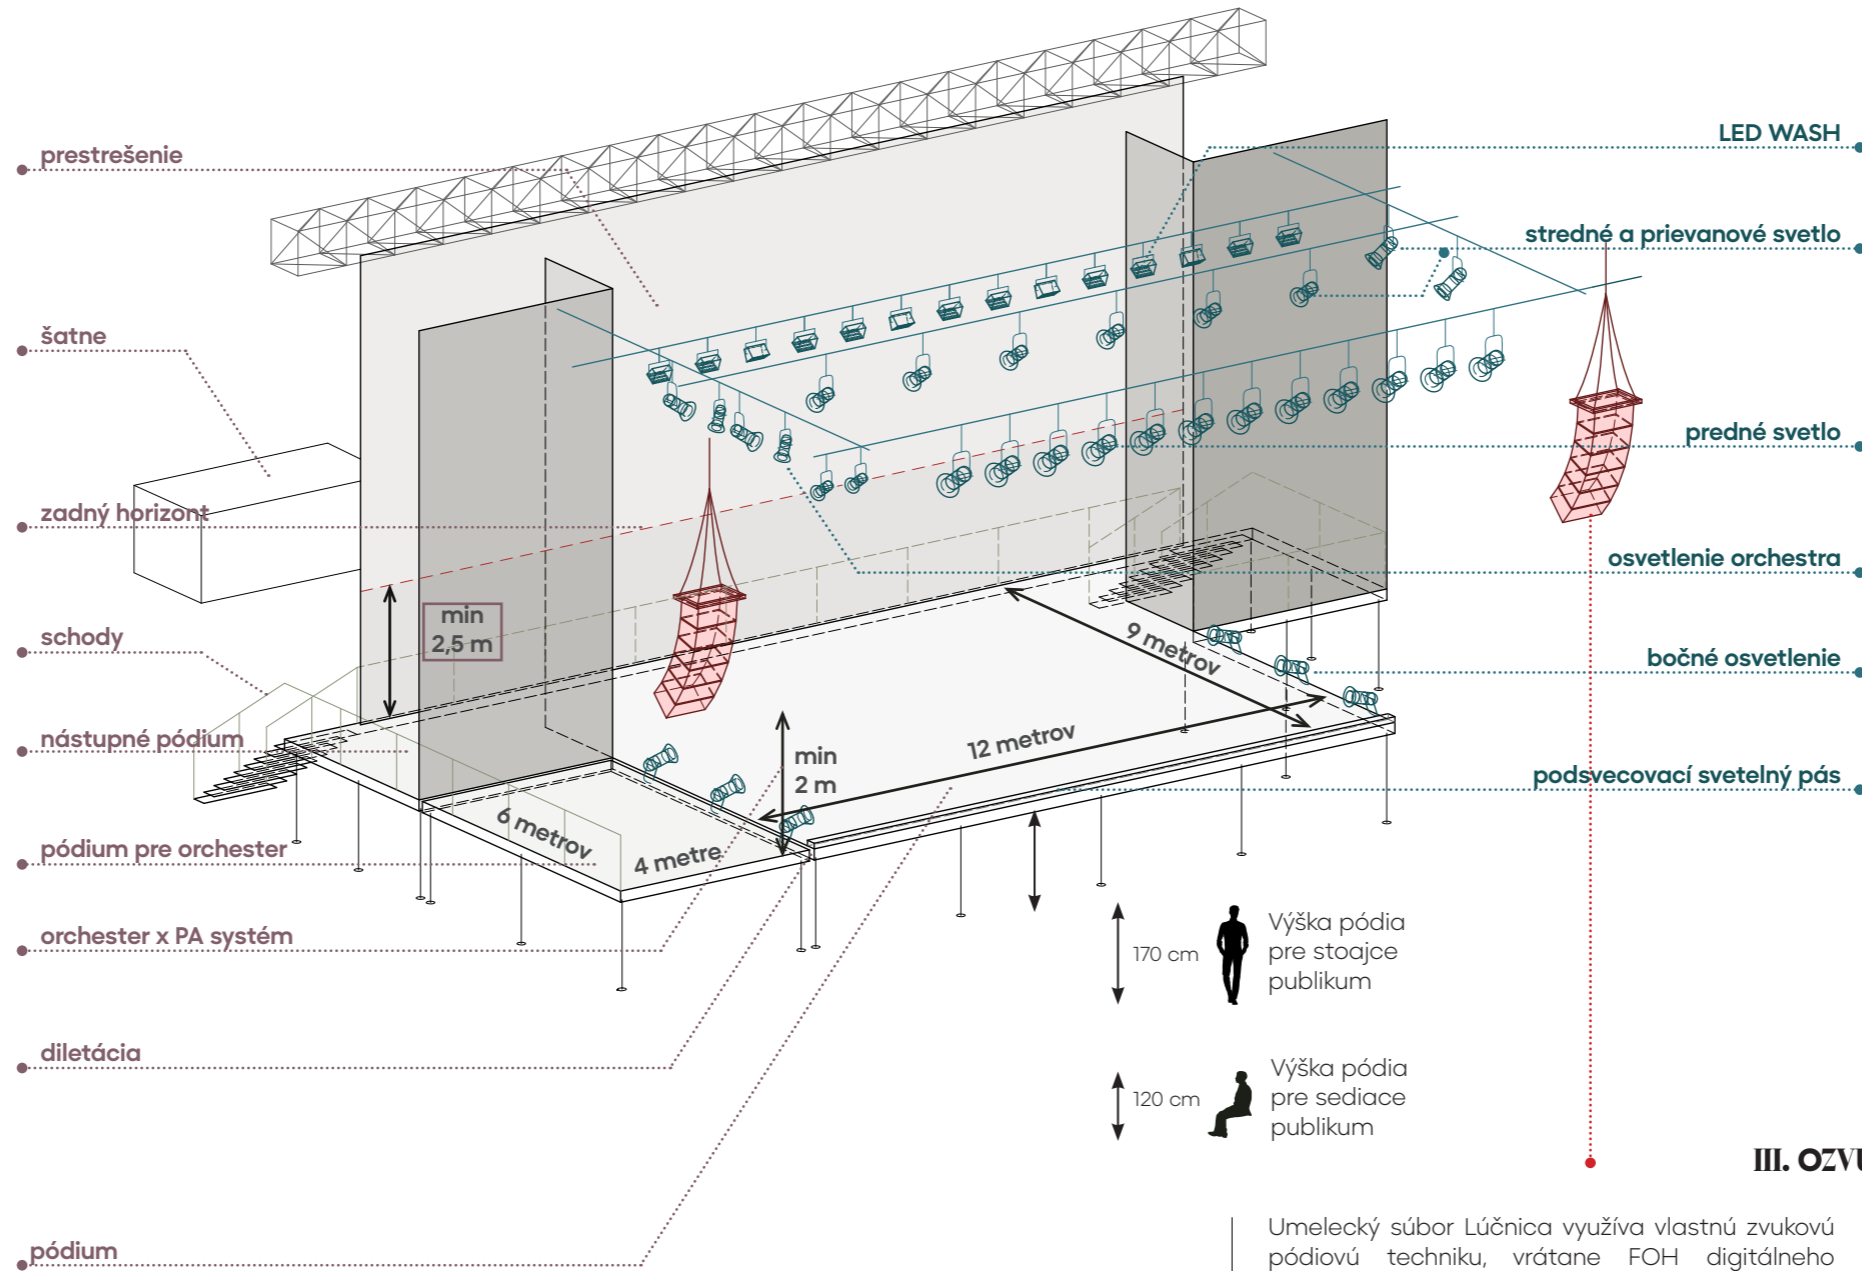 prestrešenie
šatne
zadný horizont
schody
nástupné pódium
pódium pre orchester
orchester x PA systém
diletácia
pódium
min
2,5 m
min
2 m
6 metrov
4 metre
12 metrov
9 metrov
LED WASH
stredné a prievanové svetlo
predné svetlo
osvetlenie orchestra
bočné osvetlenie
podsvecovací svetelný pás
170 cm
Výška pódia
pre stoajce
publikum
120 cm
Výška pódia
pre sediace
publikum
III. OZVU
Umelecký súbor Lúčnica využíva vlastnú zvukovú
pódiovú techniku, vrátane FOH digitálneho